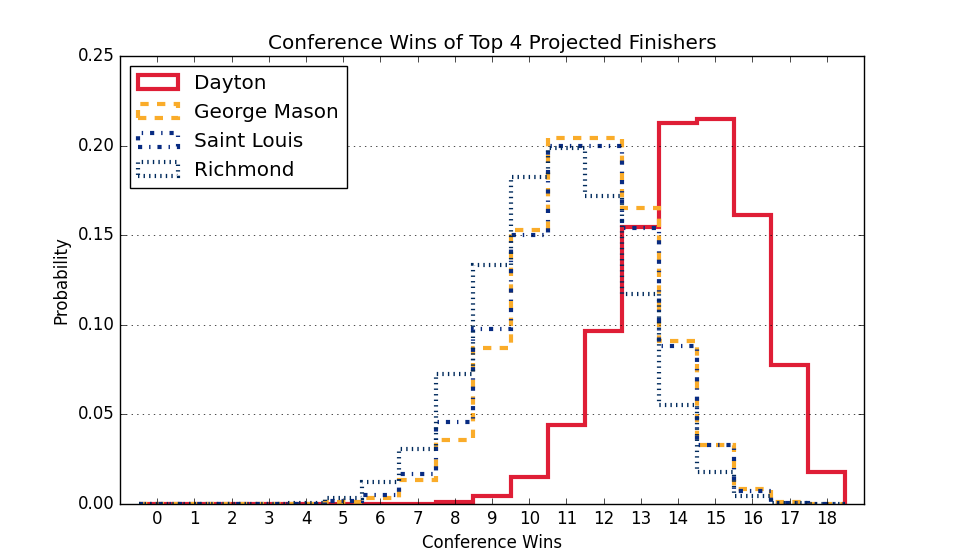 Conference Wins of Top 4 Projected Finishers
0.25
0.20
0.15
0.10
0.05
0.00
Probability
Dayton
George Mason
Saint Louis
Richmond
0 1 2 3 4 5 6 7 8 9 10 11 12 13 14 15 16 17 18
Conference Wins